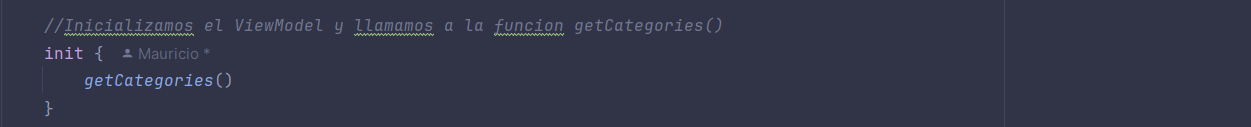 //Inicializamos el ViewModel y llamamos a la funcion getCategories()
init { Mauricio *
getCategories()
}